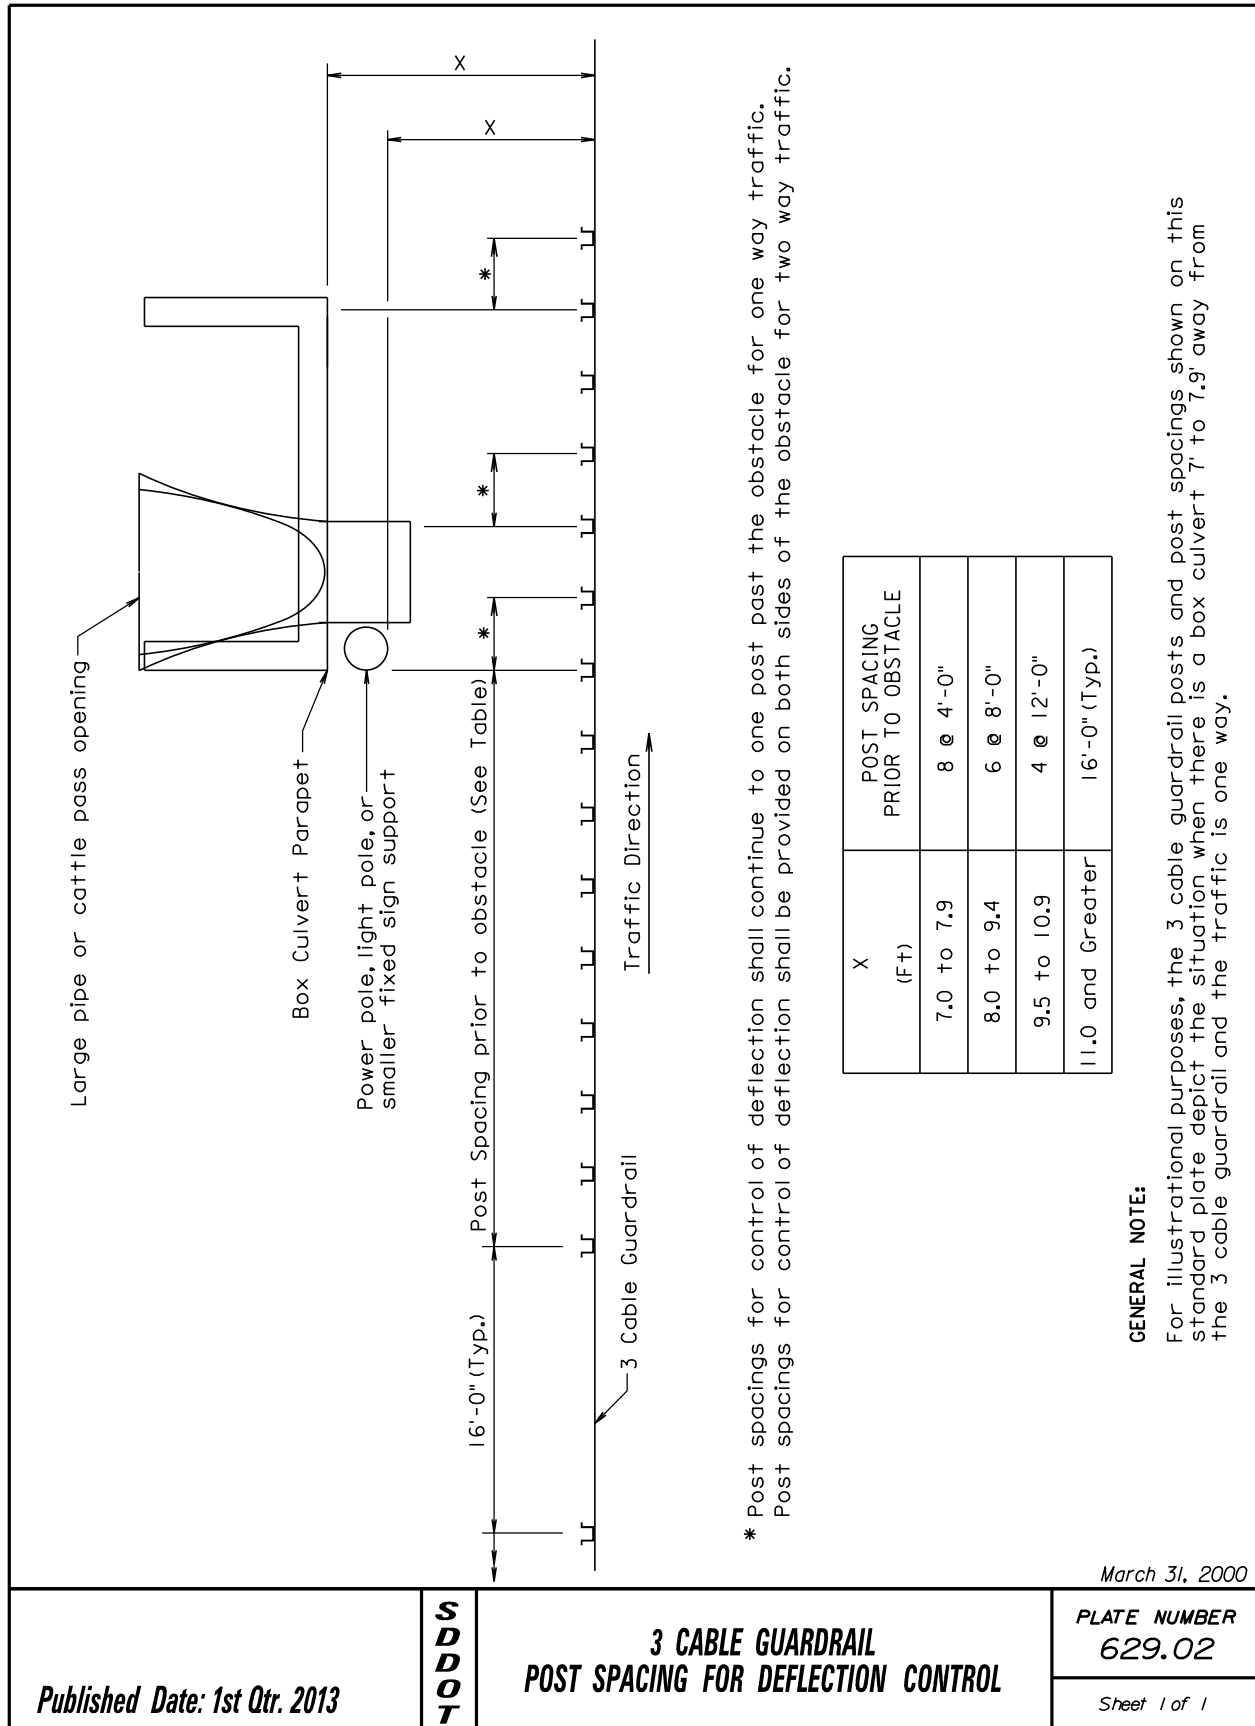 Large pipe or cattle pass opening
Box Culvert Parapet
Power pole, light pole, or
smaller fixed sign support
X
X
*
*
*
16'-0" (Typ.)
Post Spacing prior to obstacle (See Table)
3 Cable Guardrail
Traffic Direction
* Post spacings for control of deflection shall continue to one post past the obstacle for one way traffic.
Post spacings for control of deflection shall be provided on both sides of the obstacle for two way traffic.
X
(Ft)
POST SPACING
PRIOR TO OBSTACLE
7.0 to 7.9
8 @ 4'-0"
8.0 to 9.4
6 @ 8'-0"
9.5 to 10.9
4 @ 12'-0"
11.0 and Greater
16'-0" (Typ.)
GENERAL NOTE:
For illustrational purposes, the 3 cable guardrail posts and post spacings shown on this
standard plate depict the situation when there is a box culvert 7' to 7.9' away from
the 3 cable guardrail and the traffic is one way.
March 31, 2000
Published Date: 1st Qtr. 2013
SDDOT
3 CABLE GUARDRAIL
POST SPACING FOR DEFLECTION CONTROL
PLATE NUMBER
629.02
Sheet 1 of 1